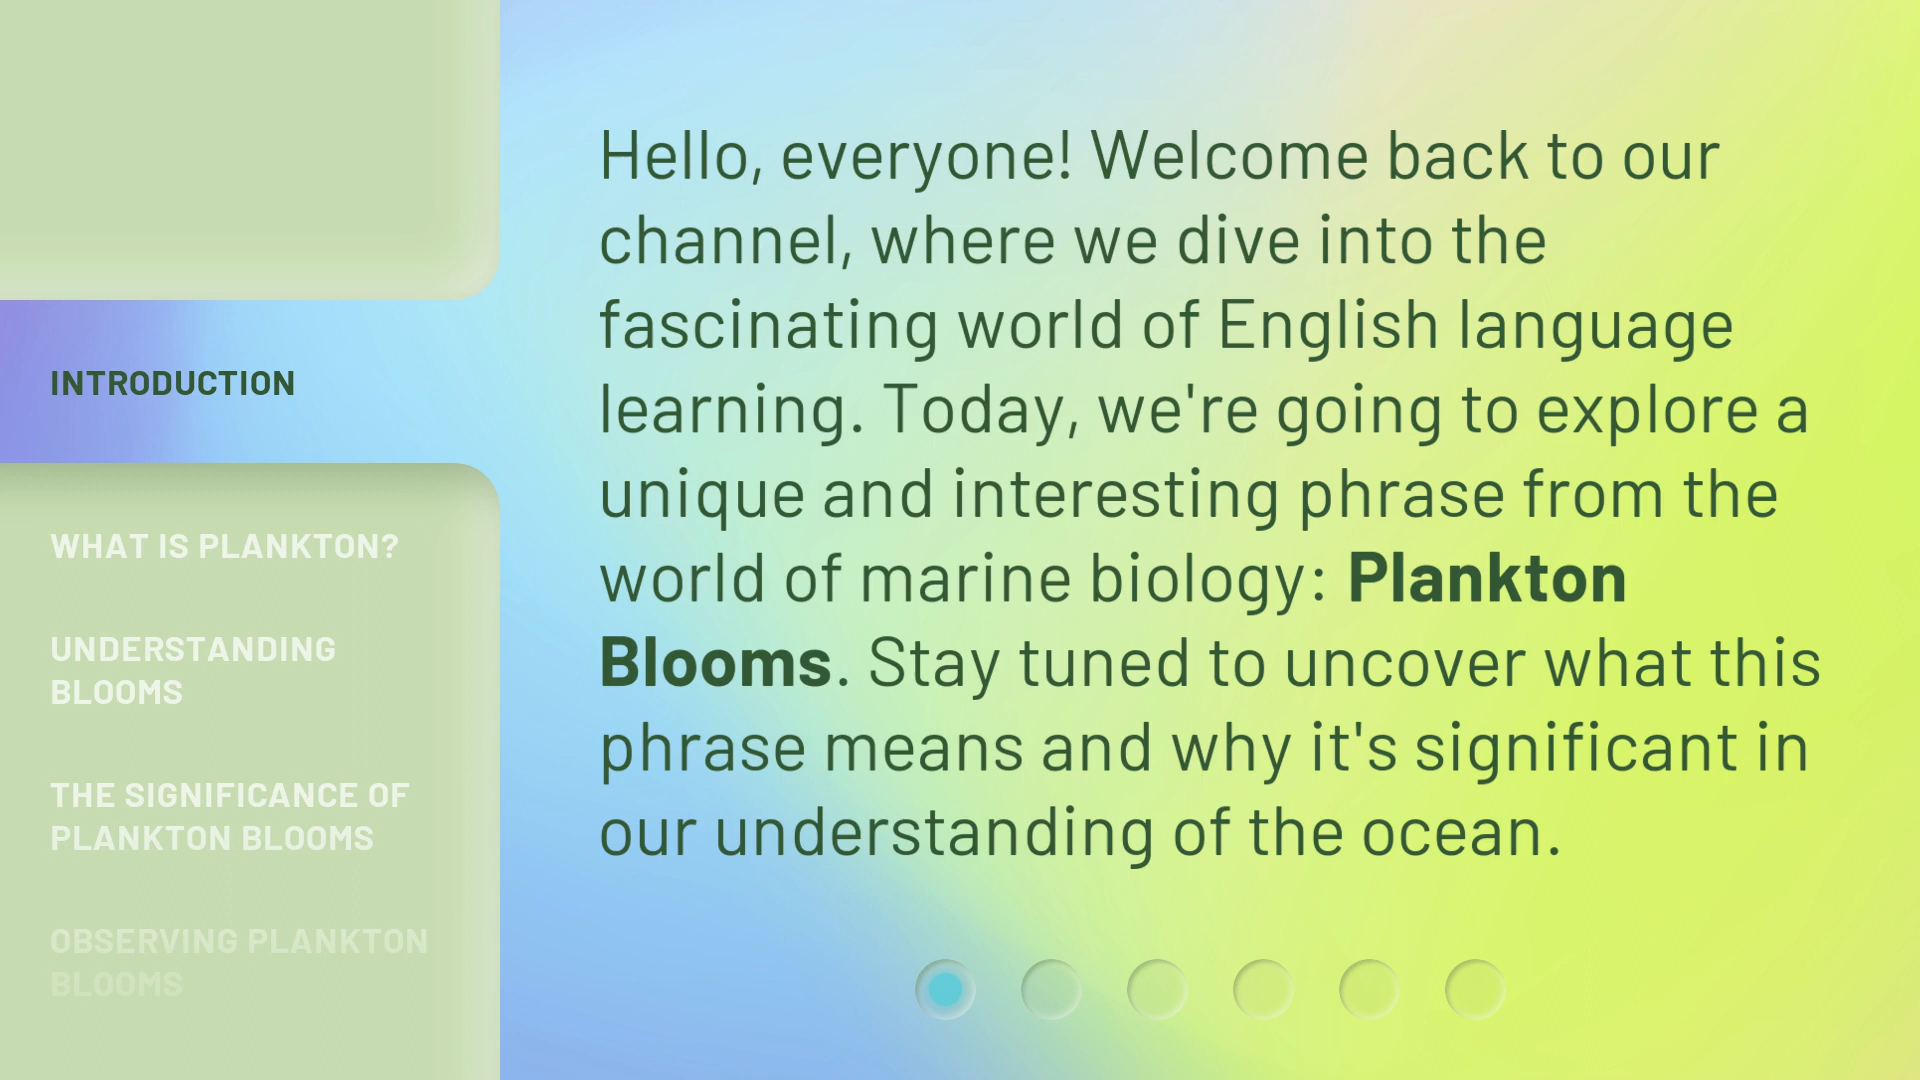 INTRODUCTION
WHAT IS PLANKTON?
UNDERSTANDING
BLOOMS
THE SIGNIFICANCE OF
PLANKTON BLOOMS
OBSERVING PLANKTON
BLOOMS
Hello, everyone! Welcome back to our
channel, where we dive into the
fascinating world of English language
learning. Today, we're going to explore a
unique and interesting phrase from the
world of marine biology: Plankton
Blooms. Stay tuned to uncover what this
phrase means and why it's significant in
our understanding of the ocean.